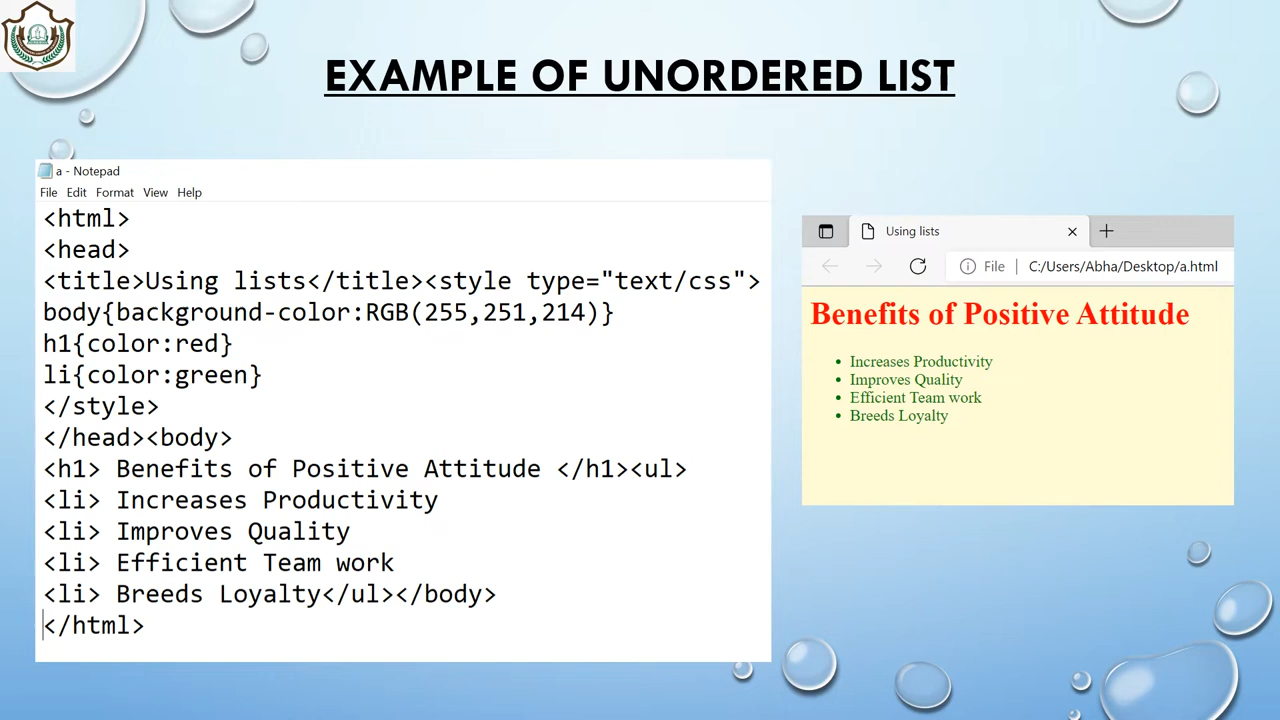 EXAMPLE OF UNORDERED LIST
a - Notepad
File Edit Format View Help
<html>
<head>
<title>Using lists</title><style type="text/css">
body{background-color:RGB(255,251,214)}
h1{color:red}
li{color:green}
</style>
</head><body>
<h1> Benefits of Positive Attitude </h1><ul>
<li> Increases Productivity
<li> Improves Quality
<li> Efficient Team work
<li> Breeds Loyalty</ul></body>
</html>
Using lists
File C:/Users/Abha/Desktop/a.html
Benefits of Positive Attitude
• Increases Productivity
• Improves Quality
• Efficient Team work
• Breeds Loyalty